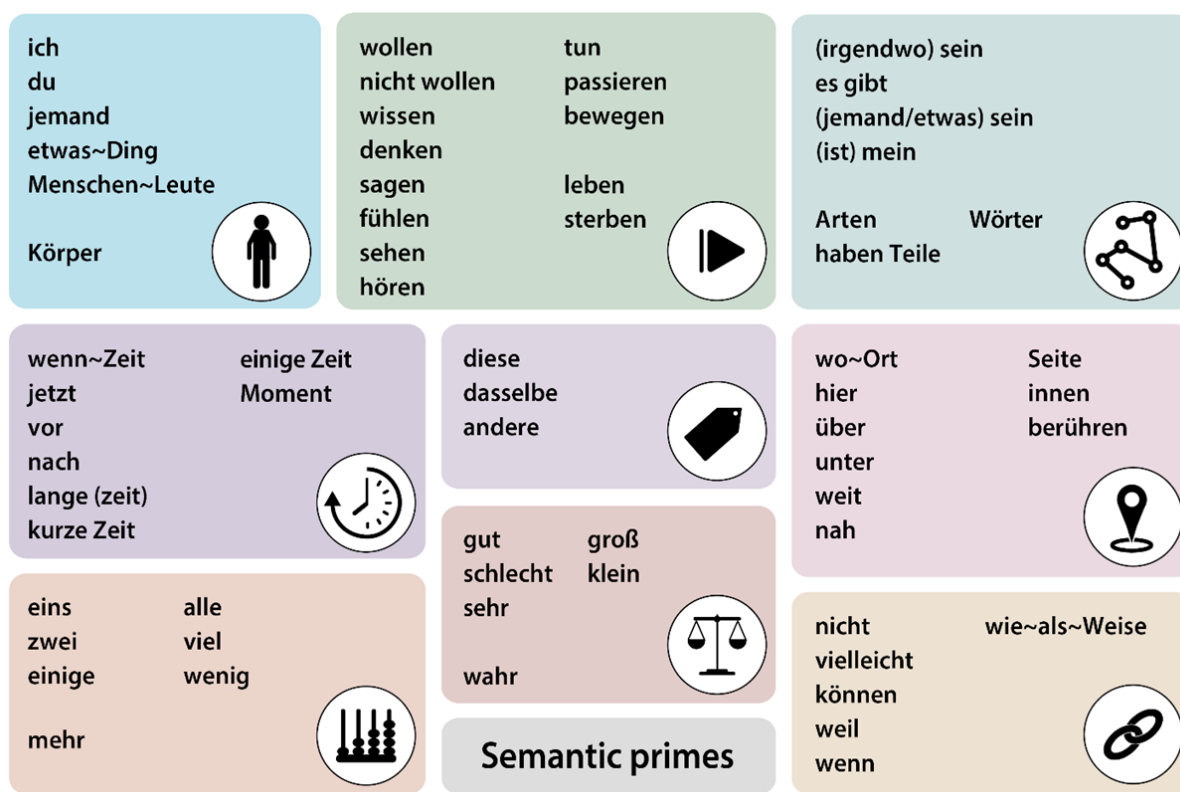 ich
du
jemand
etwas~Ding
Menschen~Leute
Körper
wollen
nicht wollen
wissen
denken
sagen
fühlen
sehen
hören
tun
passieren
bewegen
leben
sterben
(irgendwo) sein
es gibt
(jemand/etwas) sein
(ist) mein
Arten
haben Teile
Wörter
wenn~Zeit
jetzt
vor
nach
lange (zeit)
kurze Zeit
einige Zeit
Moment
diese
dasselbe
andere
wo~Ort
hier
über
unter
weit
nah
Seite
innen
berühren
eins
zwei
einige
mehr
alle
viel
wenig
gut
schlecht
sehr
wahr
groß
klein
nicht
vielleicht
können
weil
wenn
wie~als~Weise
Semantic primes